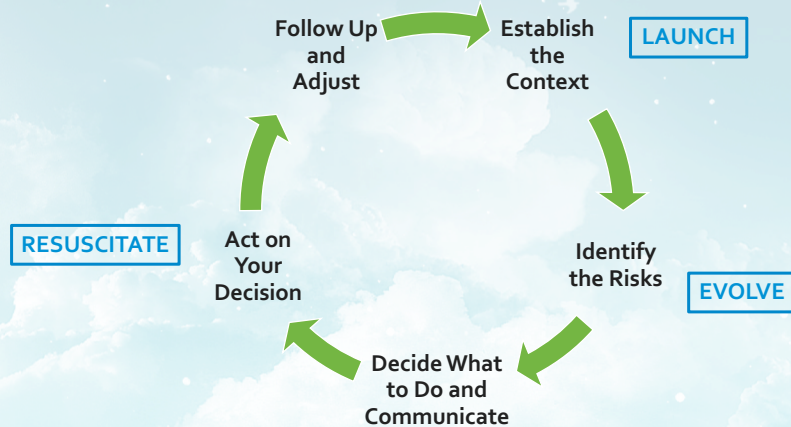 Follow Up
and
Adjust
Establish
the
Context
LAUNCH
Identify
the Risks
EVOLVE
Decide What
to Do and
Communicate
Act on
Your
Decision
RESUSCITATE